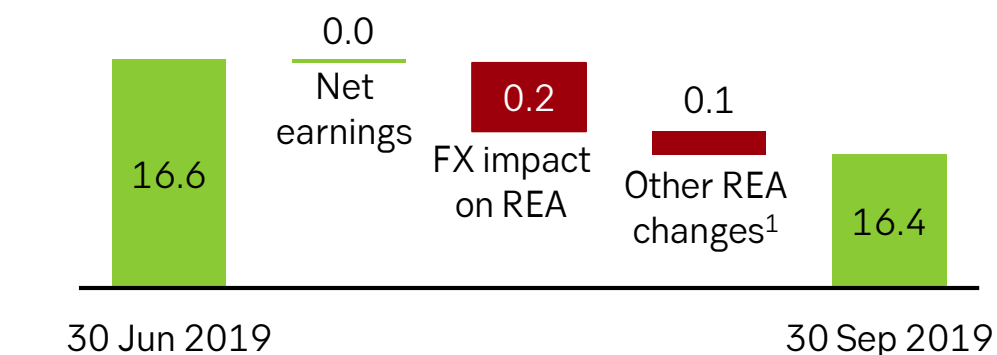 16.6
0.0
Net
earnings
0.2
FX impact
on REA
0.1
Other REA
changes¹
16.4
30 Jun 2019
30 Sep 2019